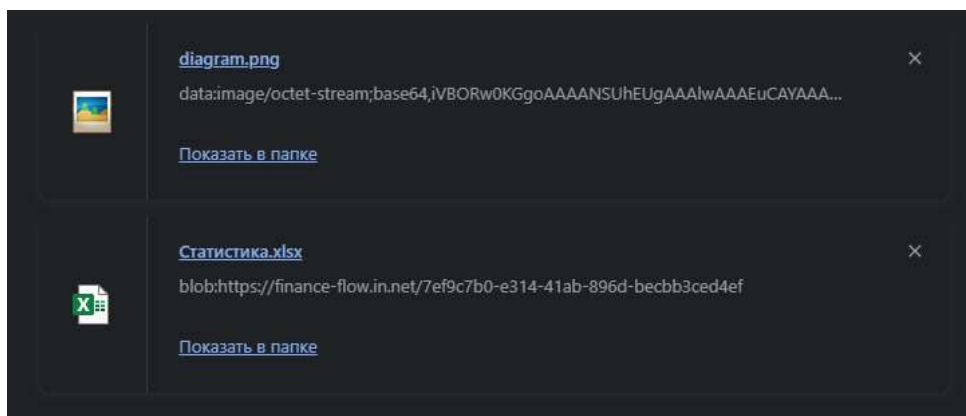 diagram.png
data:image/octet-stream;base64,iVBORw0KGgoAAAANSUhEUgAAAlwAAAEuCAYAAA...
Показать в папке
Статистика.xlsx
blob:https://finance-flow.in.net/7ef9c7b0-e314-41ab-896d-becbb3ced4ef
Показать в папке